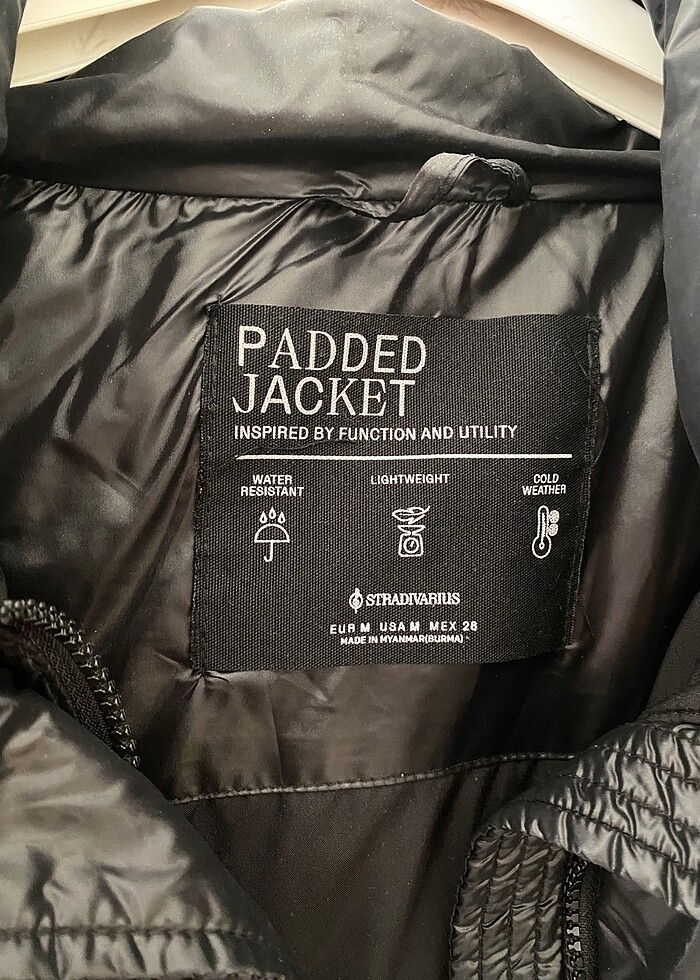 PADDED
JACKET
INSPIRED BY FUNCTION AND UTILITY
WATER
RESISTANT
LIGHTWEIGHT
COLD
WEATHER
STRADIVARIUS
EUR M USA M MEX 28
MADE IN MYANMAR(BURMA)